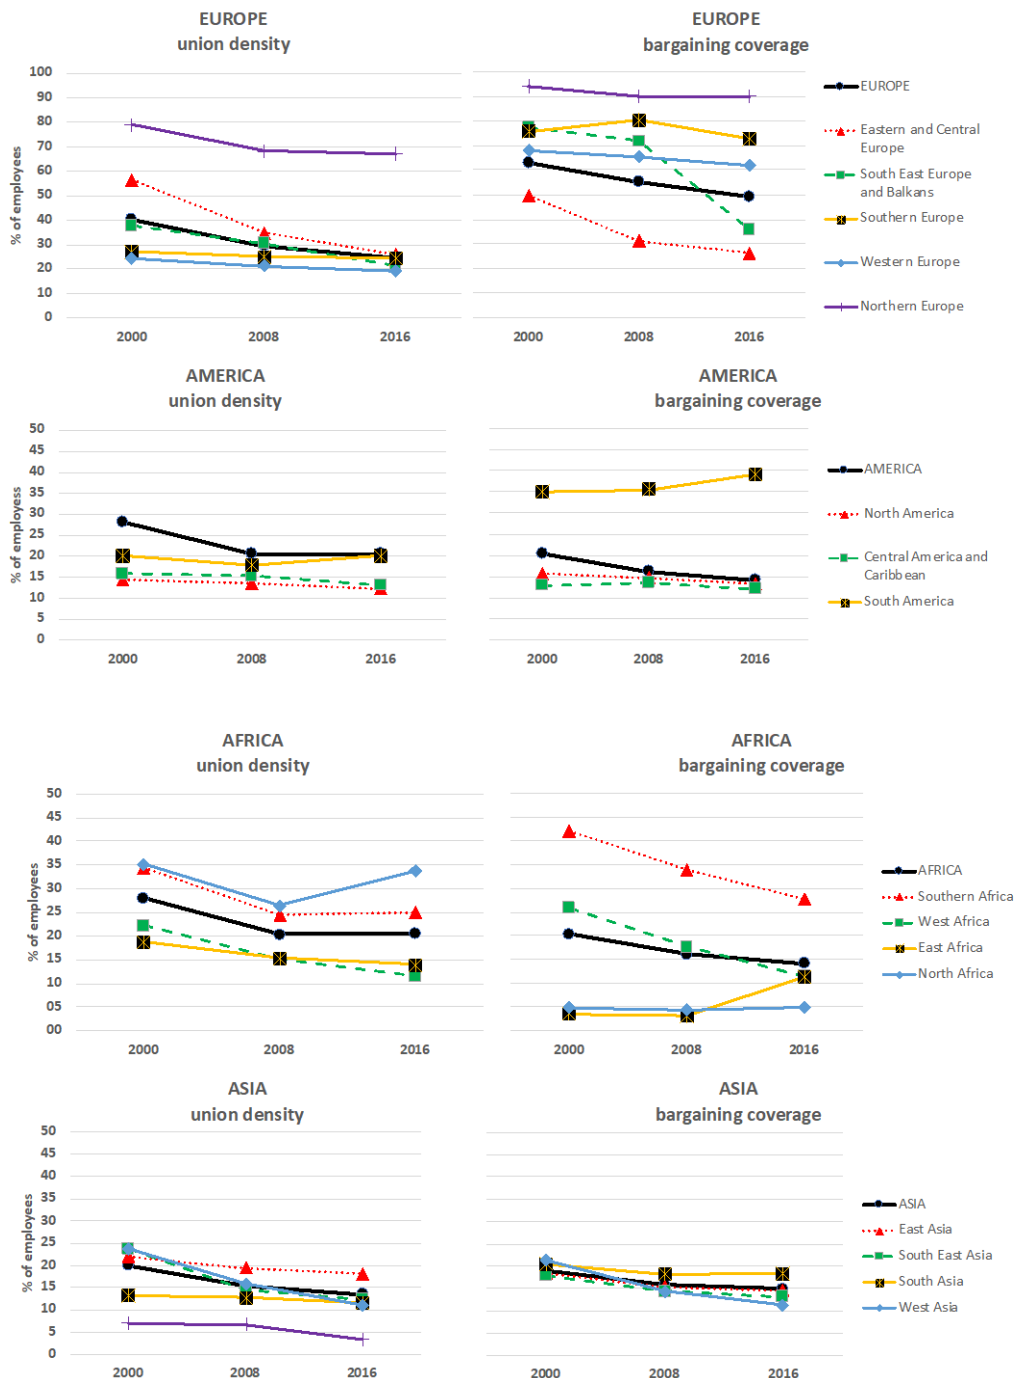 EUROPE
union density
EUROPE
bargaining coverage
% of employees
100
90
80
70
60
50
40
30
20
10
0
2000
2008
2016
2000
2008
2016
EUROPE
Eastern and Central
Europe
South East Europe
and Balkans
Southern Europe
Western Europe
Northern Europe
AMERICA
union density
AMERICA
bargaining coverage
% of employess
50
45
40
35
30
25
20
15
10
5
0
2000
2008
2016
2000
2008
2016
AMERICA
North America
Central America and
Caribbean
South America
AFRICA
union density
AFRICA
bargaining coverage
% of employees
50
45
40
35
30
25
20
15
10
05
00
2000
2008
2016
2000
2008
2016
AFRICA
Southern Africa
West Africa
East Africa
North Africa
ASIA
union density
ASIA
bargaining coverage
% of employees
50
45
40
35
30
25
20
15
10
5
0
2000
2008
2016
2000
2008
2016
ASIA
East Asia
South East Asia
South Asia
West Asia